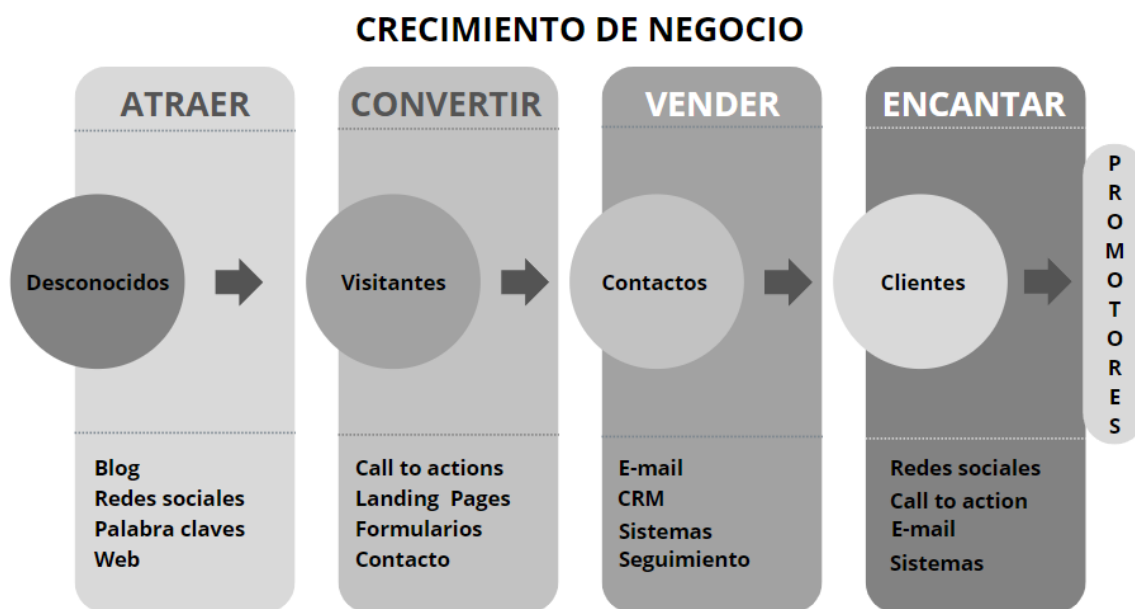 CRECIMIENTO DE NEGOCIO
ATRAER
Desconocidos
Blog
Redes sociales
Palabra claves
Web
CONVERTIR
Visitantes
Call to actions
Landing Pages
Formularios
Contacto
VENDER
Contactos
E-mail
CRM
Sistemas
Seguimiento
ENCANTAR
Clientes
Redes sociales
Call to action
E-mail
Sistemas
PROMOTORES